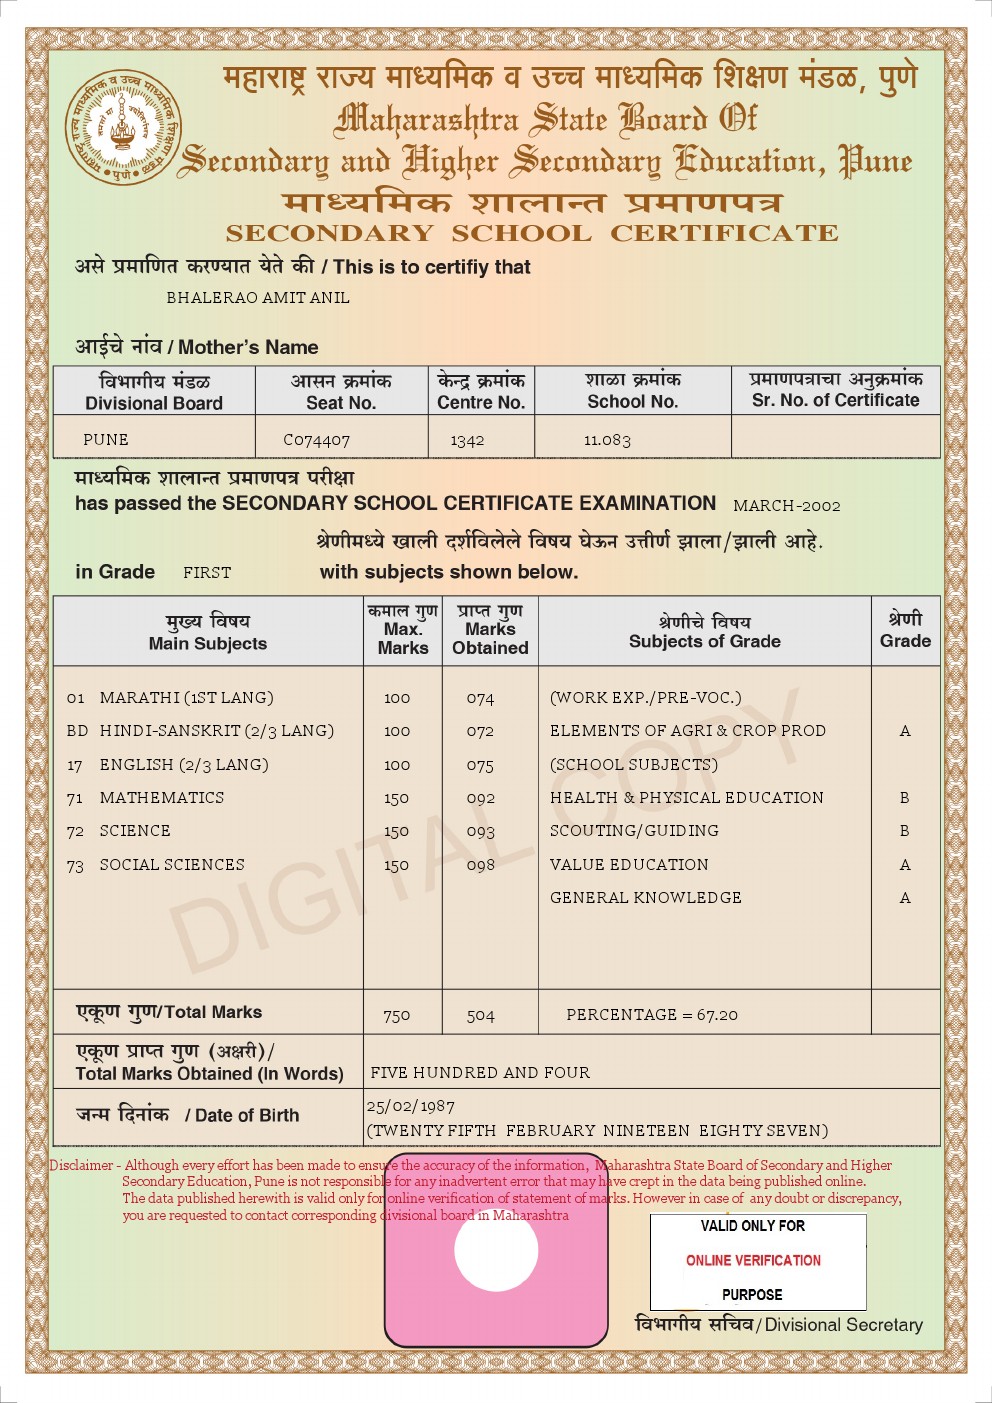 महाराष्ट्र राज्य माध्यमिक व उच्च माध्यमिक शिक्षण मंडळ, पुणे
Maharashtra State Board Of
Secondary and Higher Secondary Education, Pune
माध्यमिक शालान्त प्रमाणपत्र
SECONDARY SCHOOL CERTIFICATE
असे प्रमाणित करण्यात येते की / This is to certifiy that
BHALERAO AMIT ANIL
आईचे नांव / Mother's Name
विभागीय मंडळ आसन क्रमांक केन्द्र क्रमांक शाळा क्रमांक प्रमाणपत्राचा अनुक्रमांक
Divisional Board Seat No. Centre No. School No. Sr. No. of Certificate
PUNE C074407 1342 11.083
माध्यमिक शालान्त प्रमाणपत्र परीक्षा
has passed the SECONDARY SCHOOL CERTIFICATE EXAMINATION MARCH-2002
श्रेणीमध्ये खाली दर्शविलेले विषय घेऊन उत्तीर्ण झाला/झाली आहे.
in Grade FIRST with subjects shown below.
मुख्य विषय कमाल गुण प्राप्त गुण श्रेणीचे विषय श्रेणी
Main Subjects Max. Marks Marks Obtained Subjects of Grade Grade
01 MARATHI (1ST LANG) 100 074 (WORK EXP./PRE-VOC.)
BD HINDI-SANSKRIT (2/3 LANG) 100 072 ELEMENTS OF AGRI & CROP PROD A
17 ENGLISH (2/3 LANG) 100 075 (SCHOOL SUBJECTS)
71 MATHEMATICS 150 092 HEALTH & PHYSICAL EDUCATION B
72 SCIENCE 150 093 SCOUTING/GUIDING B
73 SOCIAL SCIENCES 150 098 VALUE EDUCATION A
GENERAL KNOWLEDGE A
DIGITAL COPY
एकूण गुण/Total Marks 750 504 PERCENTAGE = 67.20
एकूण प्राप्त गुण (अक्षरी)/
Total Marks Obtained (In Words) FIVE HUNDRED AND FOUR
जन्म दिनांक / Date of Birth 25/02/1987
(TWENTY FIFTH FEBRUARY NINETEEN EIGHTY SEVEN)
Disclaimer - Although every effort has been made to ensure the accuracy of the information, Maharashtra State Board of Secondary and Higher
Secondary Education, Pune is not responsible for any inadvertent error that may have crept in the data being published online.
The data published herewith is valid only for online verification of statement of marks. However in case of any doubt or discrepancy,
you are requested to contact corresponding divisional board in Maharashtra
VALID ONLY FOR
ONLINE VERIFICATION
PURPOSE
विभागीय सचिव/Divisional Secretary